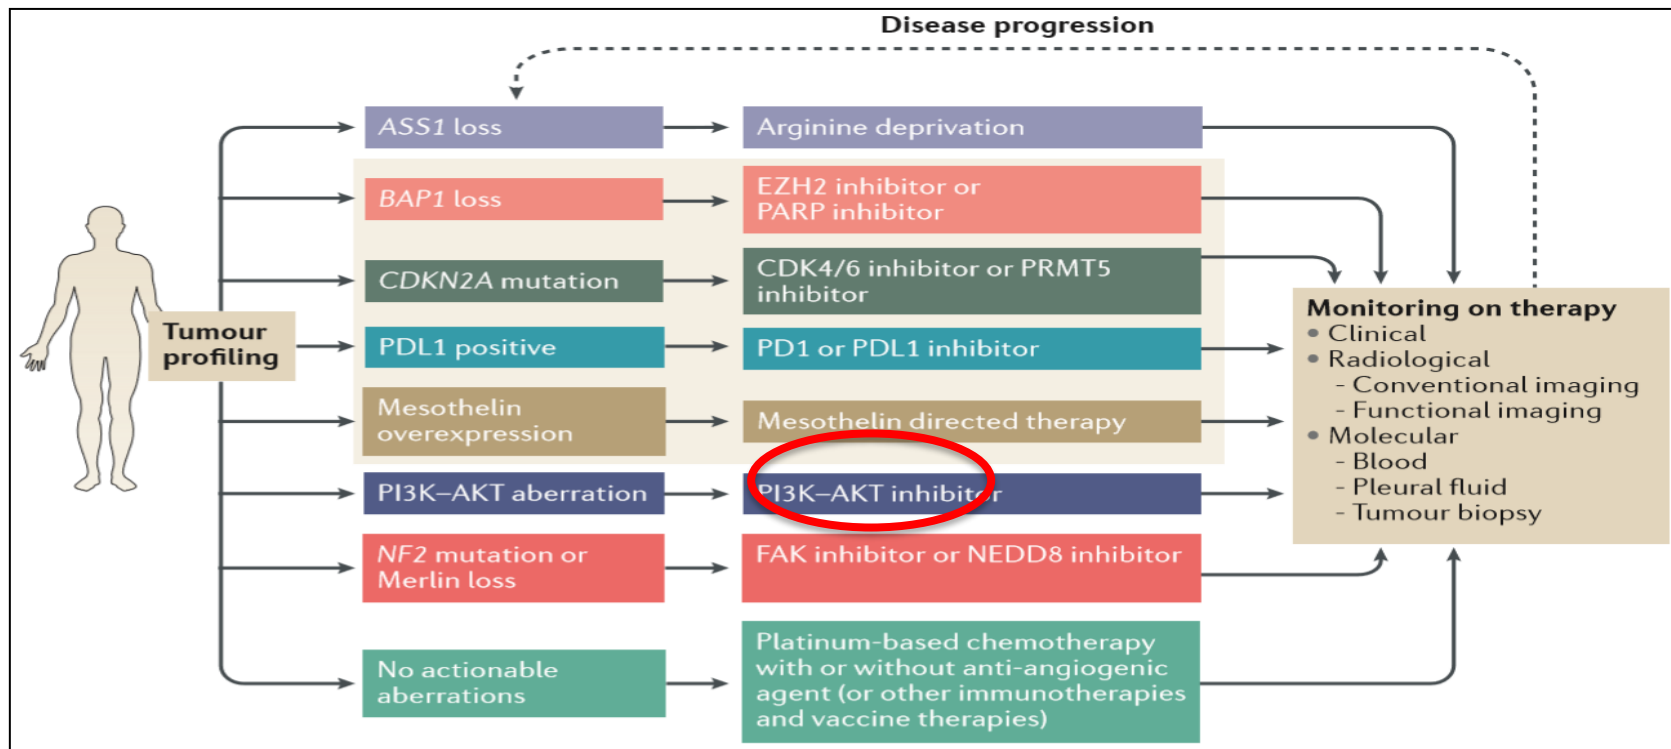 Disease progression
ASS1 loss
Arginine deprivation
BAP1 loss
EZH2 inhibitor or
PARP inhibitor
CDKN2A mutation
CDK4/6 inhibitor or PRMT5
inhibitor
Tumour
profiling
PDL1 positive
PD1 or PDL1 inhibitor
Mesothelin
overexpression
Mesothelin directed therapy
PI3K–AKT aberration
PI3K–AKT inhibitor
NF2 mutation or
Merlin loss
FAK inhibitor or NEDD8 inhibitor
No actionable
aberrations
Platinum-based chemotherapy
with or without anti-angiogenic
agent (or other immunotherapies
and vaccine therapies)
Monitoring on therapy
• Clinical
• Radiological
- Conventional imaging
- Functional imaging
• Molecular
- Blood
- Pleural fluid
- Tumour biopsy